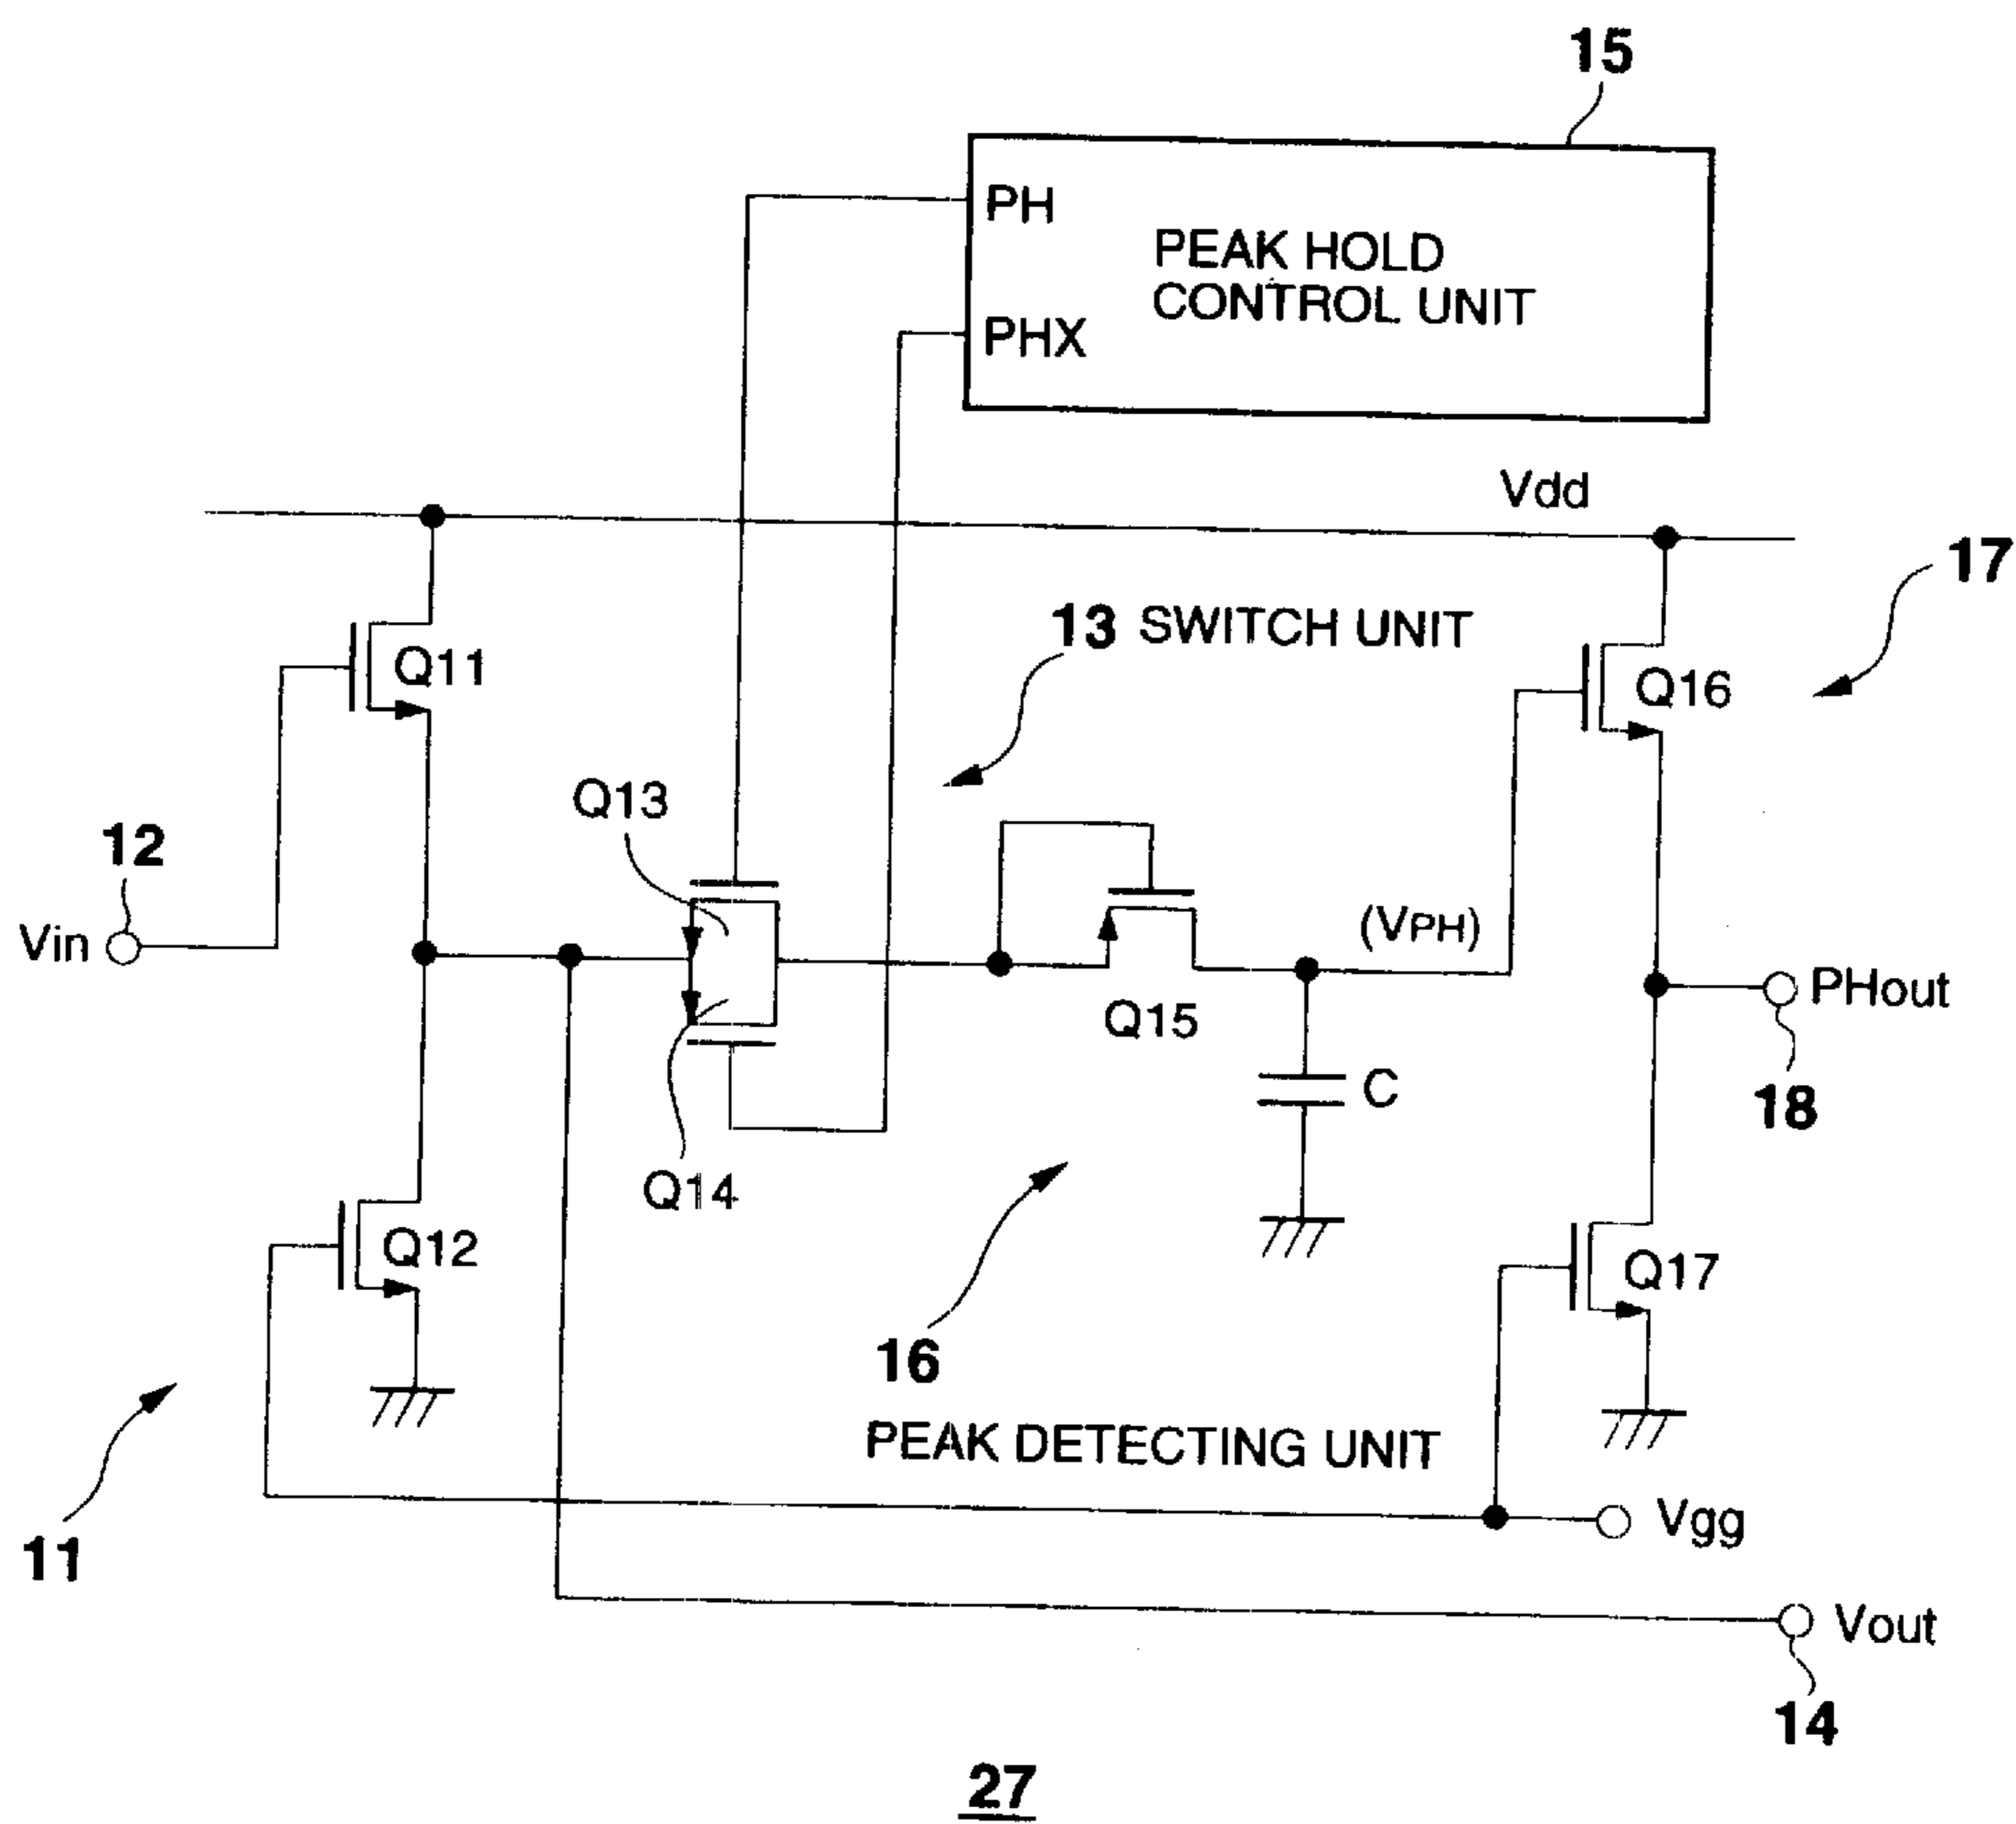 15
PH
PEAK HOLD
CONTROL UNIT
PHX
Vdd
17
13 SWITCH UNIT
Q11
Q16
Q13
12
Vin
(VPH)
PHout
Q15
C
18
Q14
Q12
Q17
16
PEAK DETECTING UNIT
11
Vgg
Vout
14
27